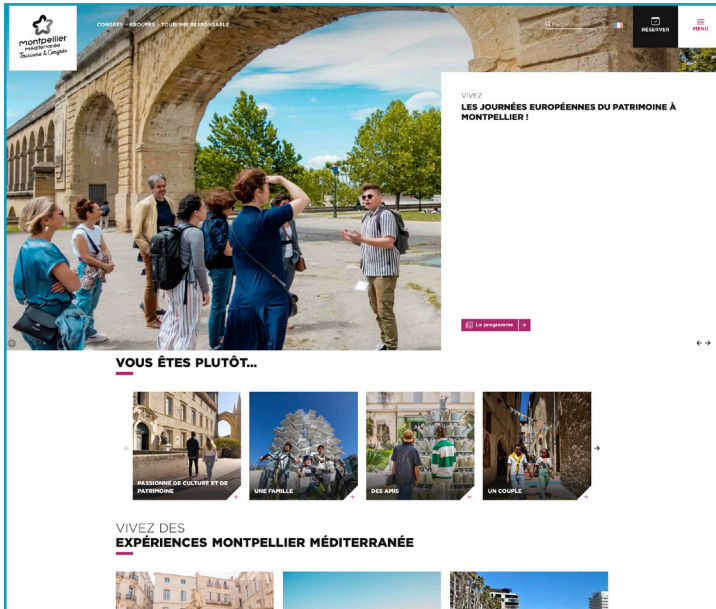 montpellier
méditerranée
Tourisme & Congrès
CONGRÈS - GROUPES - TOURISME RESPONSABLE
RÉSERVER
MENU
VIVEZ
LES JOURNÉES EUROPÉENNES DU PATRIMOINE À
MONTPELLIER !
Le programme
VOUS ÊTES PLUTÔT...
PASSIONNÉ DE CULTURE ET DE
PATRIMOINE
UNE FAMILLE
DES AMIS
UN COUPLE
VIVEZ DES
EXPÉRIENCES MONTPELLIER MÉDITERRANÉE